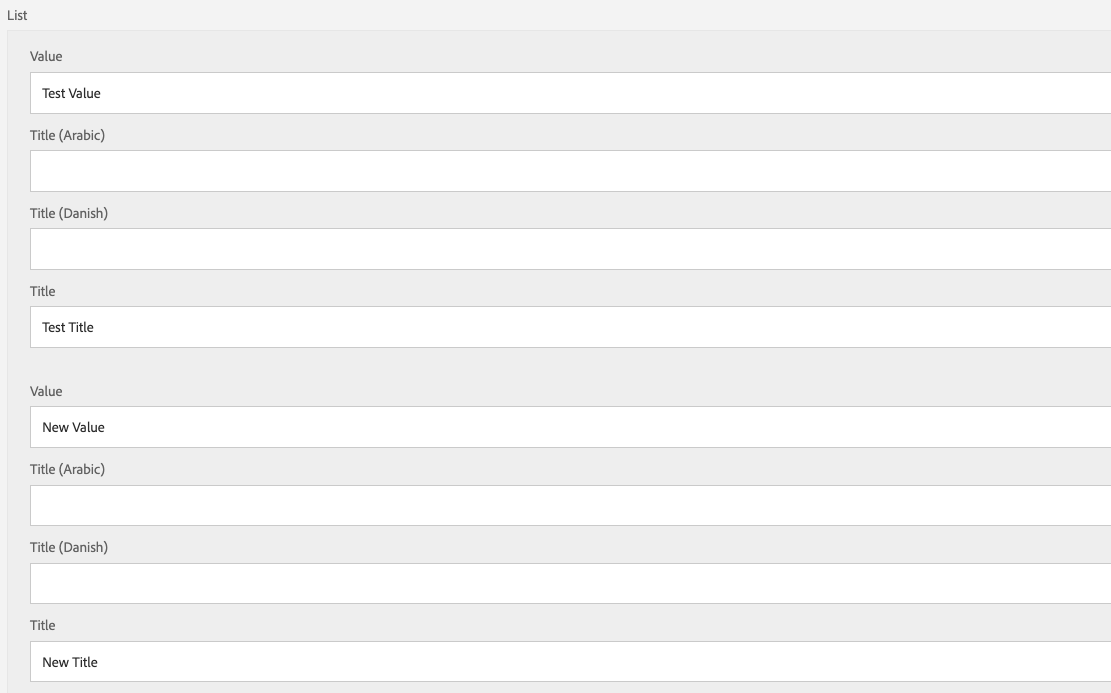 List
Value
Test Value
Title (Arabic)
Title (Danish)
Title
Test Title
Value
New Value
Title (Arabic)
Title (Danish)
Title
New Title